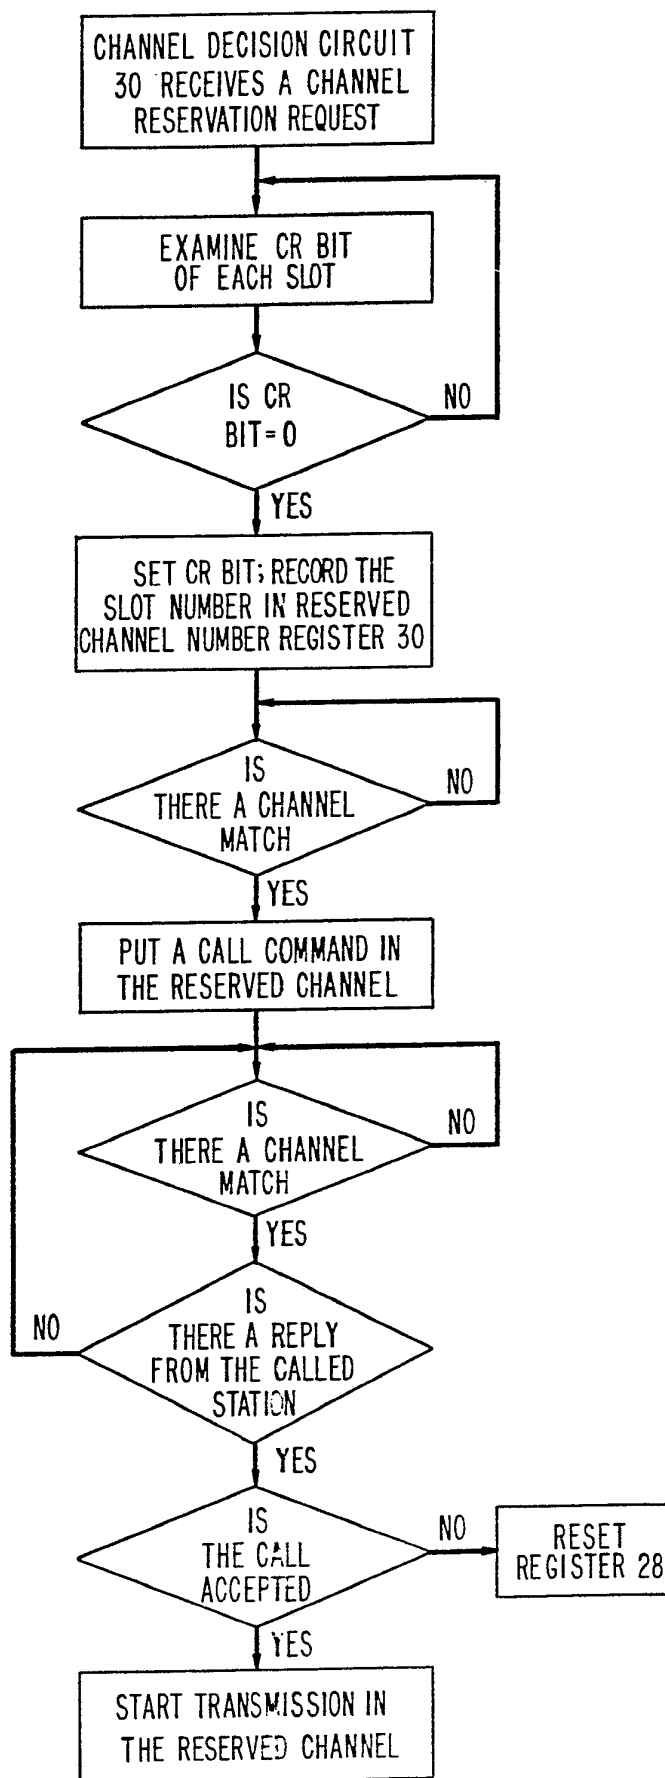 CHANNEL DECISION CIRCUIT
30 RECEIVES A CHANNEL
RESERVATION REQUEST
EXAMINE CR BIT
OF EACH SLOT
IS CR
BIT=0
NO
YES
SET CR BIT; RECORD THE
SLOT NUMBER IN RESERVED
CHANNEL NUMBER REGISTER 30
IS
THERE A CHANNEL
MATCH
NO
YES
PUT A CALL COMMAND IN
THE RESERVED CHANNEL
IS
THERE A CHANNEL
MATCH
NO
YES
IS
THERE A REPLY
FROM THE CALLED
STATION
NO
YES
IS
THE CALL
ACCEPTED
NO
RESET
REGISTER 28
YES
START TRANSMISSION IN
THE RESERVED CHANNEL